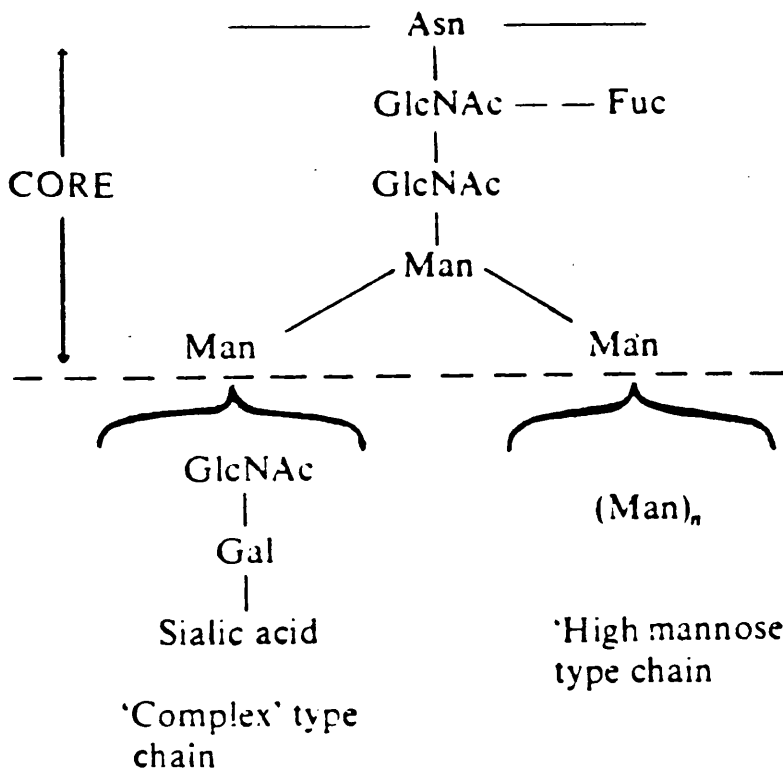 Asn
GlcNAc — — Fuc
CORE
GlcNAc
Man
Man
Man
GlcNAc
(Man)n
Gal
Sialic acid
'High mannose
type chain
'Complex' type
chain